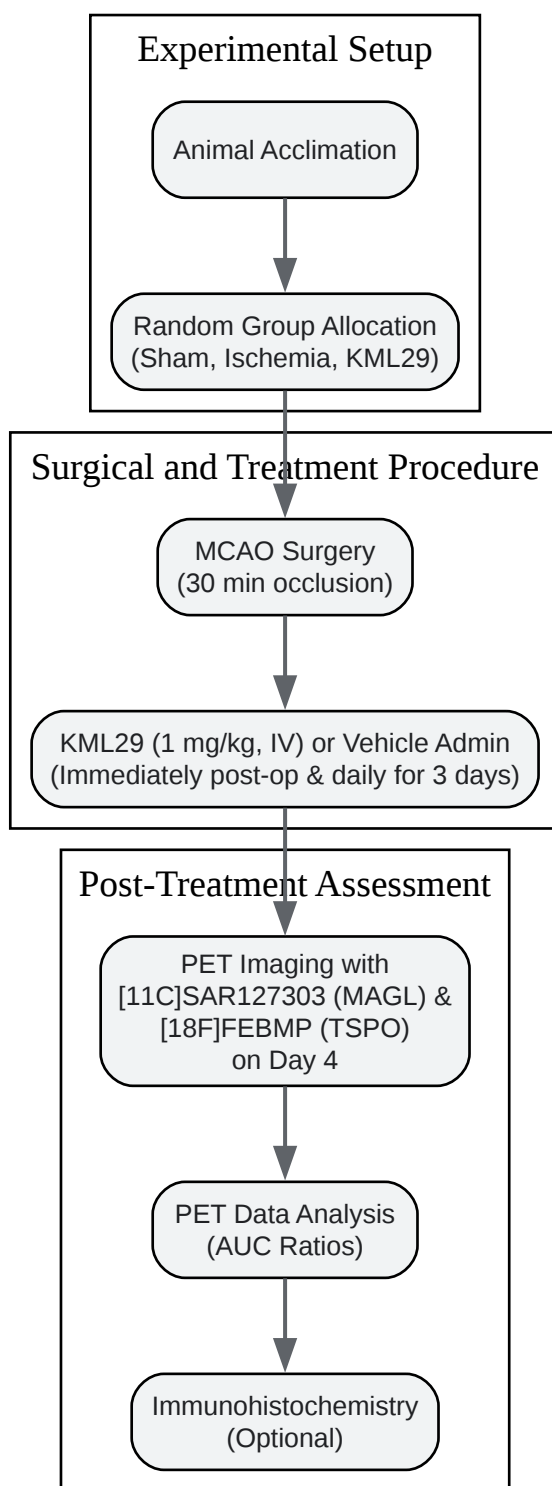 Experimental Setup
Animal Acclimation
Random Group Allocation
(Sham, Ischemia, KML29)
Surgical and Treatment Procedure
MCAO Surgery
(30 min occlusion)
KML29 (1 mg/kg, IV) or Vehicle Admin
(Immediately post-op & daily for 3 days)
Post-Treatment Assessment
PET Imaging with
[11C]SAR127303 (MAGL) &
[18F]FEBMP (TSPO)
on Day 4
PET Data Analysis
(AUC Ratios)
Immunohistochemistry
(Optional)